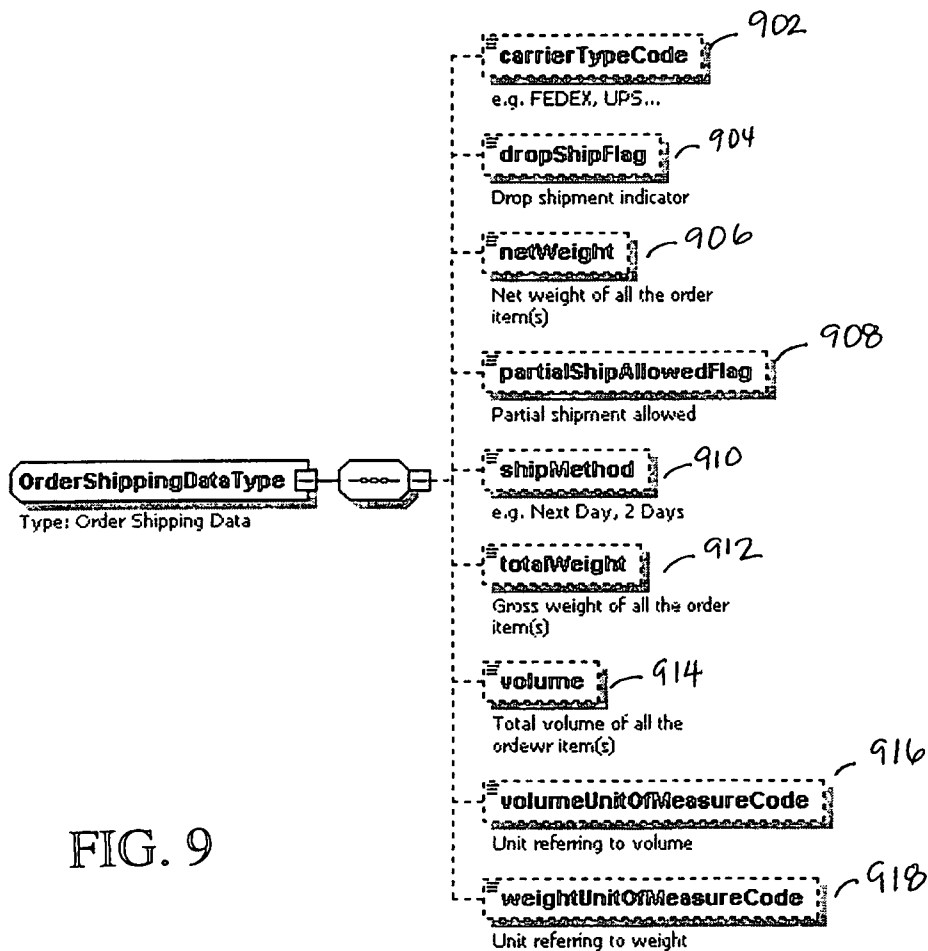 902
carrierTypeCode
e.g. FEDEX, UPS...
904
dropShipFlag
Drop shipment indicator
906
netWeight
Net weight of all the order
item(s)
908
partialShipAllowedFlag
Partial shipment allowed
OrderShippingDataType
Type: Order Shipping Data
shipMethod
910
e.g. Next Day, 2 Days
912
totalWeight
Gross weight of all the order
item(s)
volume
914
Total volume of all the
ordewr item(s)
916
volumeUnitOfMeasureCode
Unit referring to volume
918
weightUnitOfMeasureCode
Unit referring to weight
FIG. 9